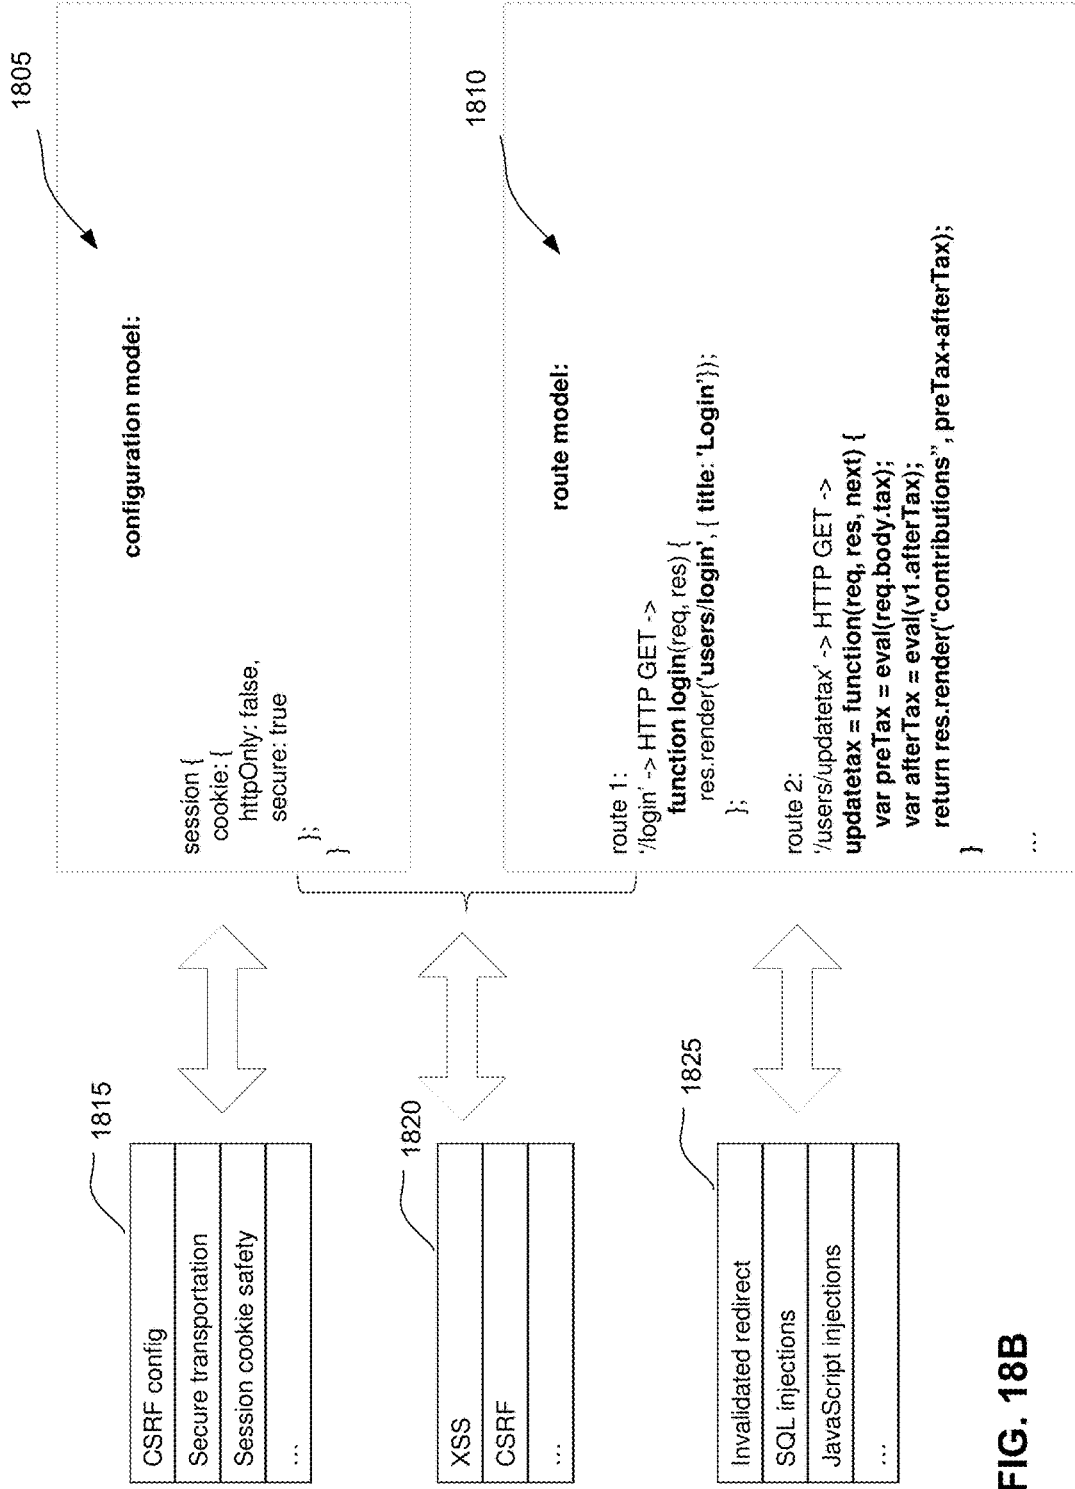 1815
CSRF config
Secure transportation
Session cookie safety
...
1820
XSS
CSRF
...
1825
Invalidated redirect
SQL injections
JavaScript injections
...
1805
configuration model:
session {
cookie: {
httpOnly: false,
secure: true
};
}
1810
route model:
route 1:
'/login' -> HTTP GET ->
function login(req, res) {
res.render('users/login', { title: 'Login'});
};
route 2:
'/users/updatetax' -> HTTP GET ->
updatetax = function(req, res, next) {
var preTax = eval(req.body.tax);
var afterTax = eval(v1.afterTax);
return res.render("contributions", preTax+afterTax);
}
...
FIG. 18B